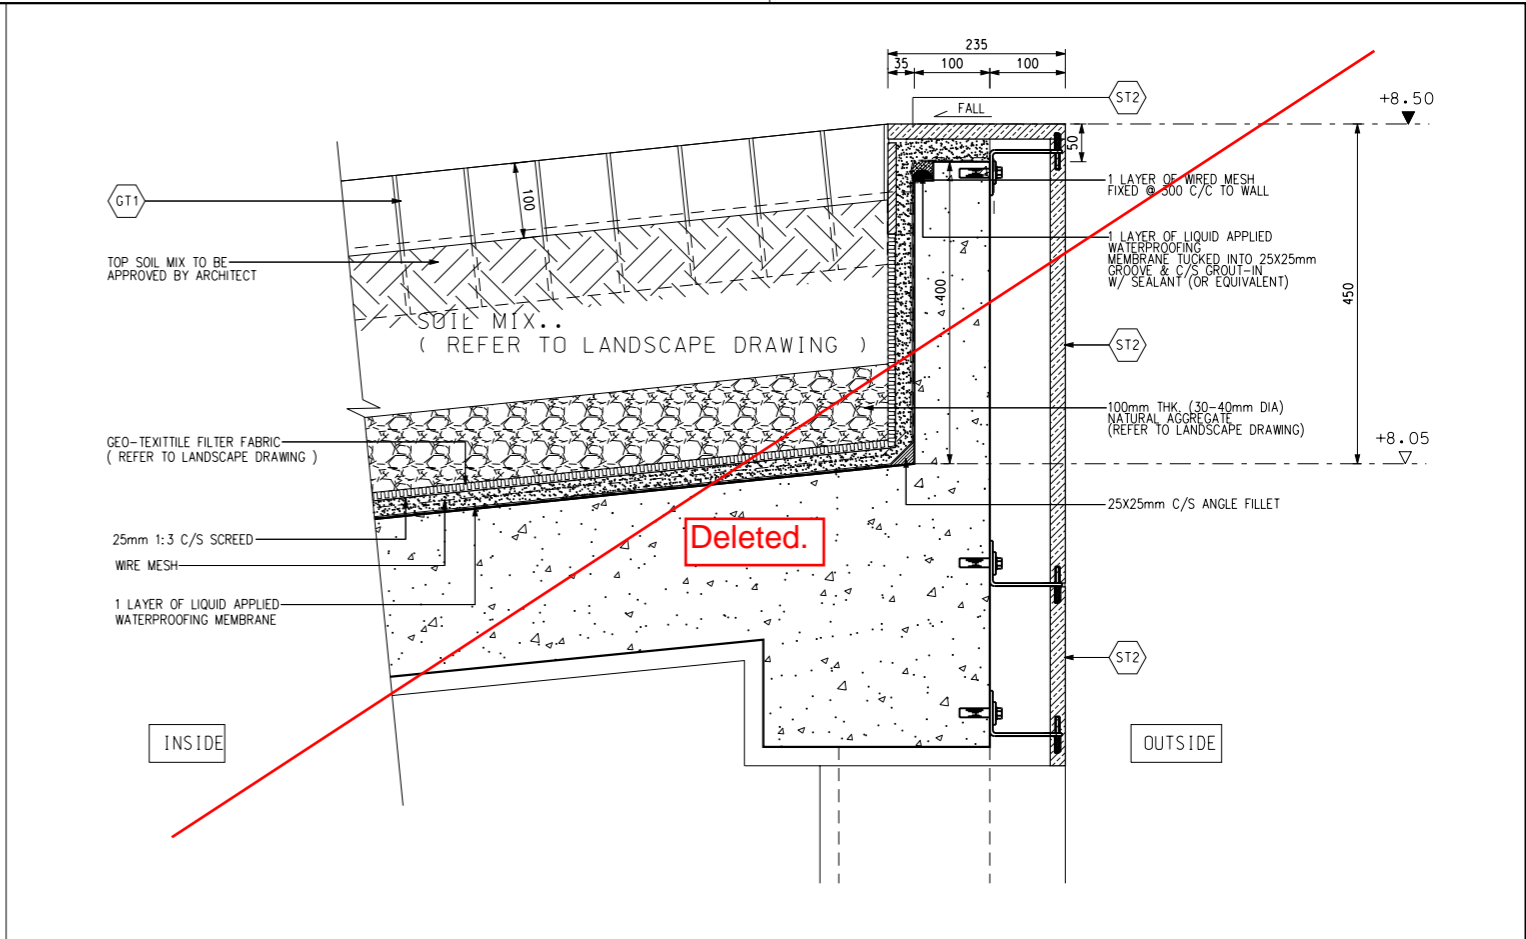 235
35 100 100
ST2
FALL
+8.50
50
1 LAYER OF WIRED MESH
FIXED @ 300 C/C TO WALL
GT1
100
1 LAYER OF LIQUID APPLIED
WATERPROOFING
MEMBRANE TUCKED INTO 25X25mm
GROOVE & C/S GROUT-IN
W/ SEALANT (OR EQUIVALENT)
TOP SOIL MIX TO BE
APPROVED BY ARCHITECT
400
450
SOIL MIX..
( REFER TO LANDSCAPE DRAWING )
ST2
100mm THK. (30-40mm DIA)
NATURAL AGGREGATE
(REFER TO LANDSCAPE DRAWING)
GEO-TEXITTILE FILTER FABRIC
( REFER TO LANDSCAPE DRAWING )
+8.05
25X25mm C/S ANGLE FILLET
Deleted.
25mm 1:3 C/S SCREED
WIRE MESH
1 LAYER OF LIQUID APPLIED
WATERPROOFING MEMBRANE
ST2
INSIDE
OUTSIDE